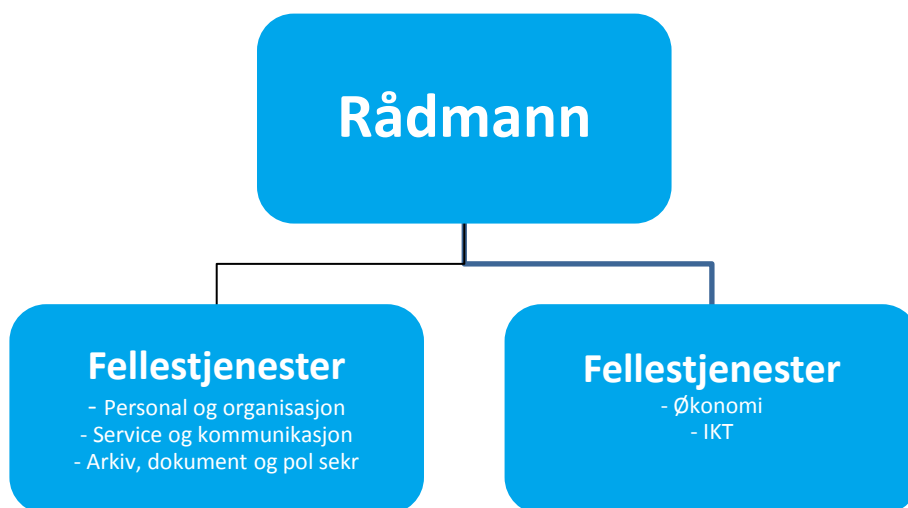 Rådmann
Fellestjenester
- Personal og organisasjon
- Service og kommunikasjon
- Arkiv, dokument og pol sekr
Fellestjenester
- Økonomi
- IKT